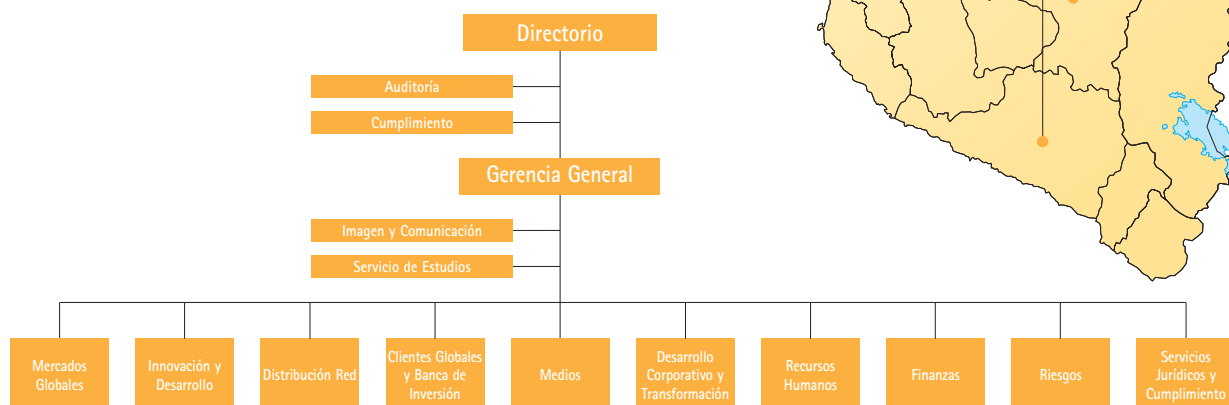 Directorio
Auditoría
Cumplimiento
Gerencia General
Imagen y Comunicación
Servicio de Estudios
Mercados
Globales
Innovación y
Desarrollo
Distribución Red
Clientes Globales
y Banca de
Inversión
Medios
Desarrollo
Corporativo y
Transformación
Recursos
Humanos
Finanzas
Riesgos
Servicios
Jurídicos y
Cumplimiento